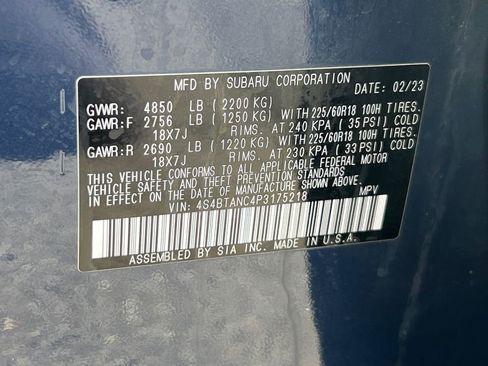 MFD BY SUBARU CORPORATION DATE: 02/23
GVWR: 4850 LB (2200 KG)
GAWR:F 2756 LB (1250 KG) WITH 225/60R18 100H TIRES.
18X7J RIMS. AT 240 KPA (35 PSI) COLD
GAWR:R 2690 LB (1220 KG) WITH 225/60R18 100H TIRES.
18X7J RIMS. AT 230 KPA (33 PSI) COLD
THIS VEHICLE CONFORMS TO ALL APPLICABLE FEDERAL MOTOR
VEHICLE SAFETY AND THEFT PREVENTION STANDARDS
IN EFFECT ON THE DATE OF MANUFACTURE SHOWN ABOVE.
VIN: 4S4BTANC4P3175218 MPV
ASSEMBLED BY SIA INC. MADE IN U.S.A.